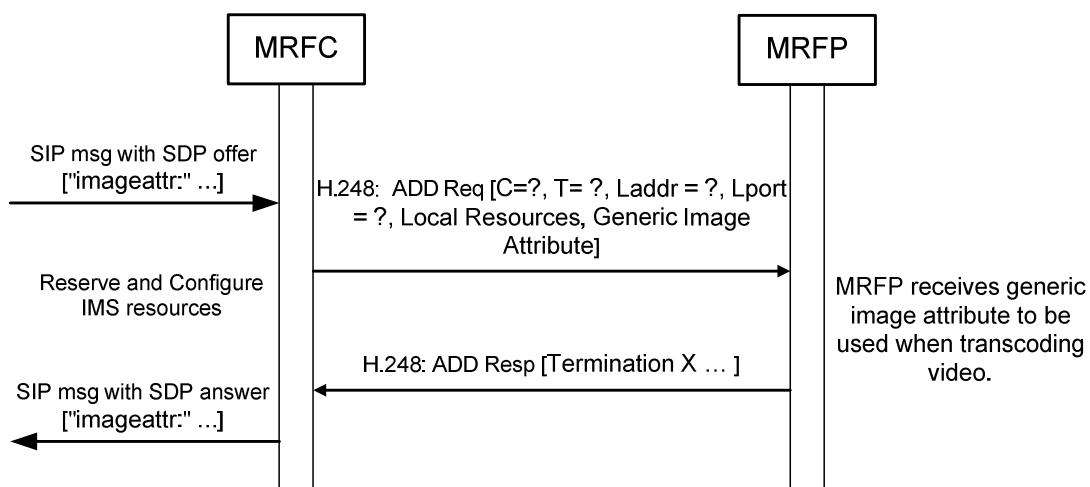 MRFC
MRFP
SIP msg with SDP offer
["imageattr:" ...]
H.248: ADD Req [C=?, T= ?, Laddr = ?, Lport
= ?, Local Resources, Generic Image
Attribute]
Reserve and Configure
IMS resources
MRFP receives generic
image attribute to be
used when transcoding
video.
H.248: ADD Resp [Termination X ... ]
SIP msg with SDP answer
["imageattr:" ...]